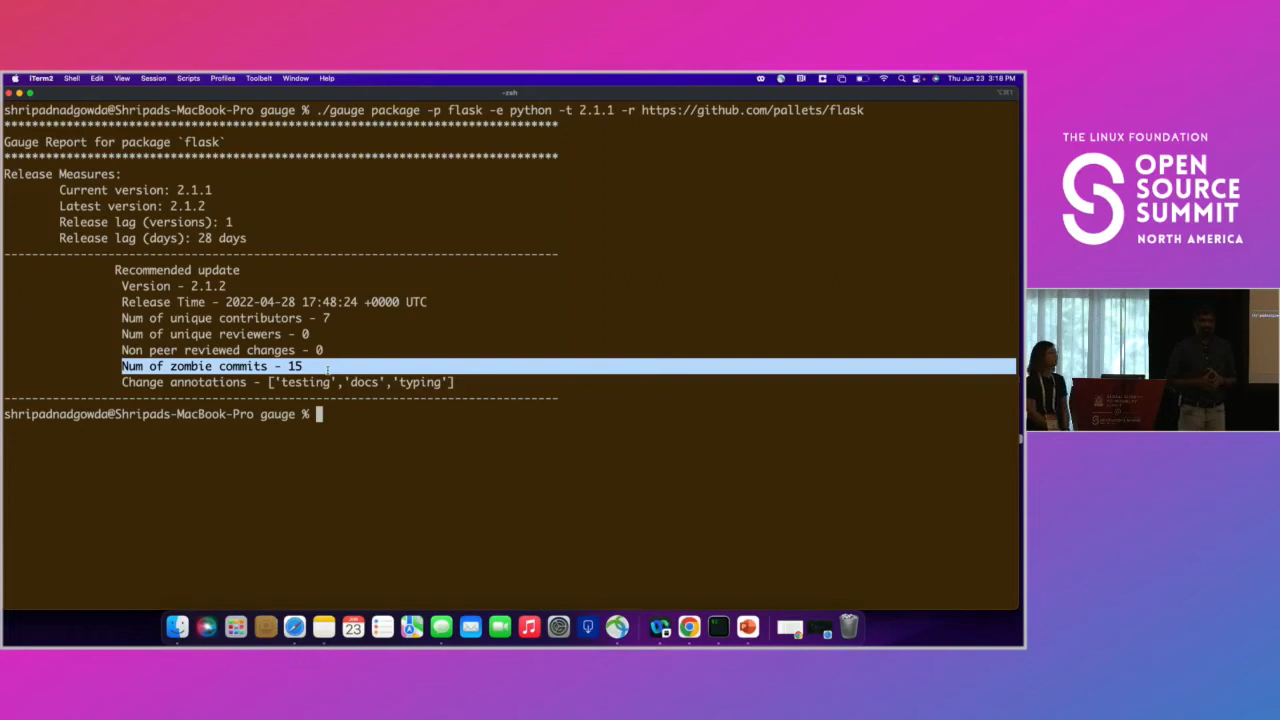 iTerm2 Shell Edit View Session Scripts Profiles Toolbelt Window Help Thu Jun 23 3:18 PM
-zsh ⌥⌘1
shripadnadgowda@Shripads-MacBook-Pro gauge % ./gauge package -p flask -e python -t 2.1.1 -r https://github.com/pallets/flask
************************************************************************************
Gauge Report for package `flask`
************************************************************************************
Release Measures:
Current version: 2.1.1
Latest version: 2.1.2
Release lag (versions): 1
Release lag (days): 28 days
------------------------------------------------------------------------------------
Recommended update
Version - 2.1.2
Release Time - 2022-04-28 17:48:24 +0000 UTC
Num of unique contributors - 7
Num of unique reviewers - 0
Non peer reviewed changes - 0
Num of zombie commits - 15
Change annotations - ['testing','docs','typing']
------------------------------------------------------------------------------------
shripadnadgowda@Shripads-MacBook-Pro gauge %
THE LINUX FOUNDATION
OPEN
SOURCE
SUMMIT
NORTH AMERICA
23